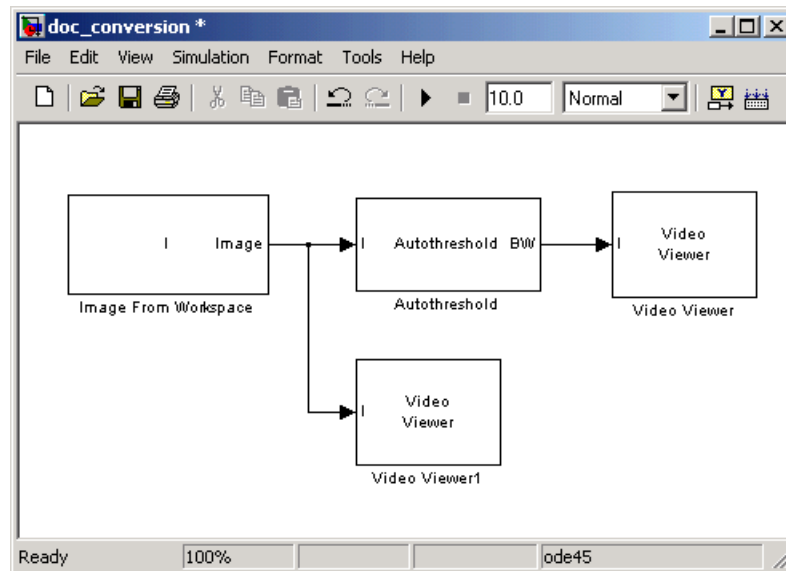 doc_conversion *
File Edit View Simulation Format Tools Help
10.0 Normal
I Image
Image From Workspace
I Autothreshold BW
Autothreshold
I Video Viewer
Video Viewer
I Video Viewer
Video Viewer1
Ready 100% ode45